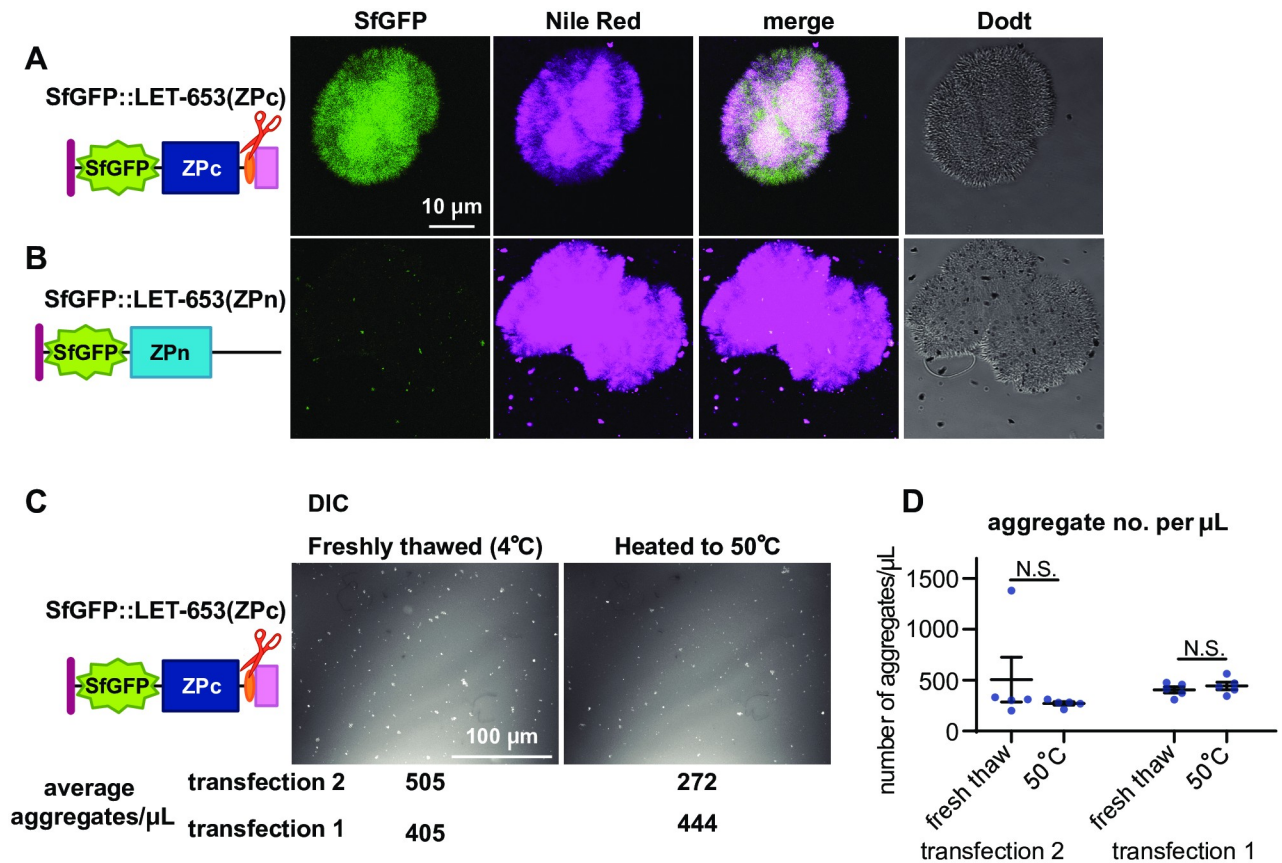 SfGFP Nile Red merge Dodt
A
SfGFP::LET-653(ZPc)
SfGFP ZPc
10 µm
B
SfGFP::LET-653(ZPn)
SfGFP ZPn
C
DIC
Freshly thawed (4°C) Heated to 50°C
SfGFP::LET-653(ZPc)
SfGFP ZPc
100 µm
average
aggregates/µL
transfection 2 505 272
transfection 1 405 444
D
aggregate no. per µL
number of aggregates/µL
1500
1000
500
0
N.S.
N.S.
fresh thaw 50°C fresh thaw 50°C
transfection 2 transfection 1